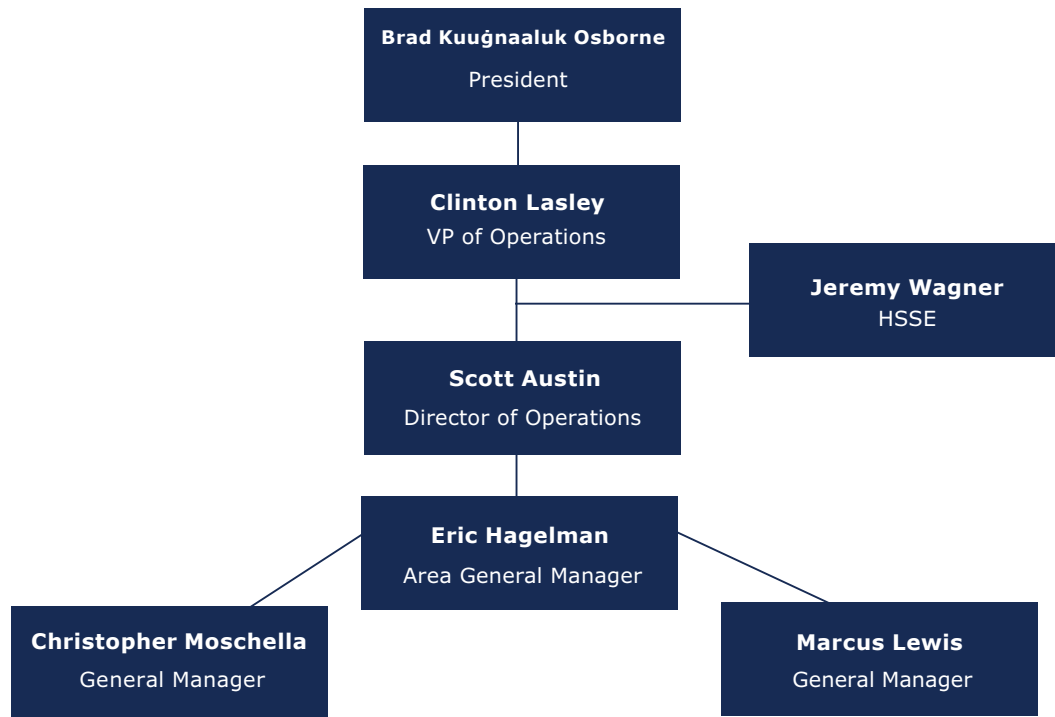 Brad Kuuġnaaluk Osborne
President
Clinton Lasley
VP of Operations
Jeremy Wagner
HSSE
Scott Austin
Director of Operations
Eric Hagelman
Area General Manager
Christopher Moschella
General Manager
Marcus Lewis
General Manager